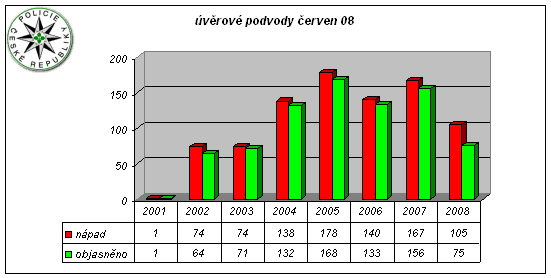 POLICIE
ČESKÉ REPUBLIKY
úvěrové podvody červen 08
200
150
100
50
0
2001 2002 2003 2004 2005 2006 2007 2008
nápad 1 74 74 138 178 140 167 105
objasněno 1 64 71 132 168 133 156 75